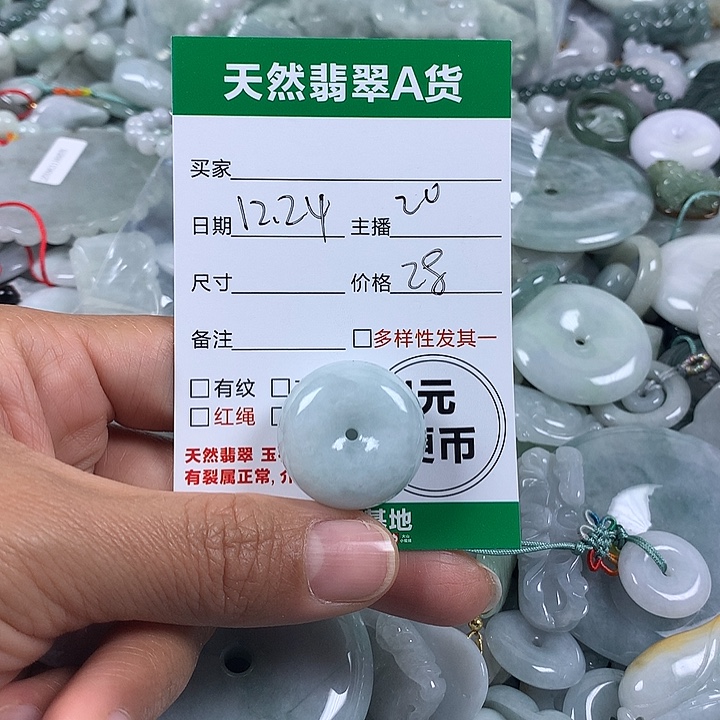 天然翡翠A货
买家
日期 12.24 主播 20
尺寸 价格 28
备注 □多样性发其一
□有纹 □
□红绳 □
元
硬币
天然翡翠 玉
有裂属正常,介
基地